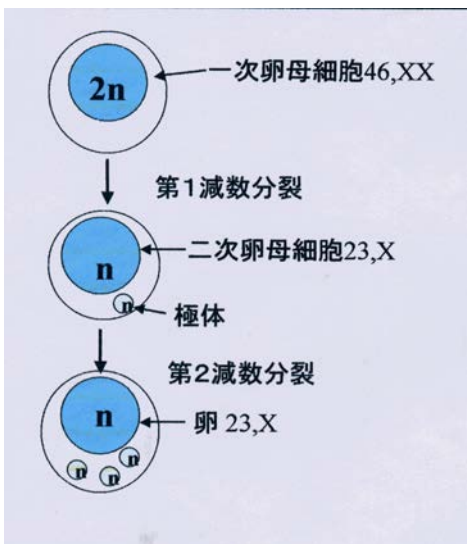 2n
一次卵母細胞46,XX
第1減数分裂
n
二次卵母細胞23,X
n
極体
第2減数分裂
n
卵 23,X
n
n
n